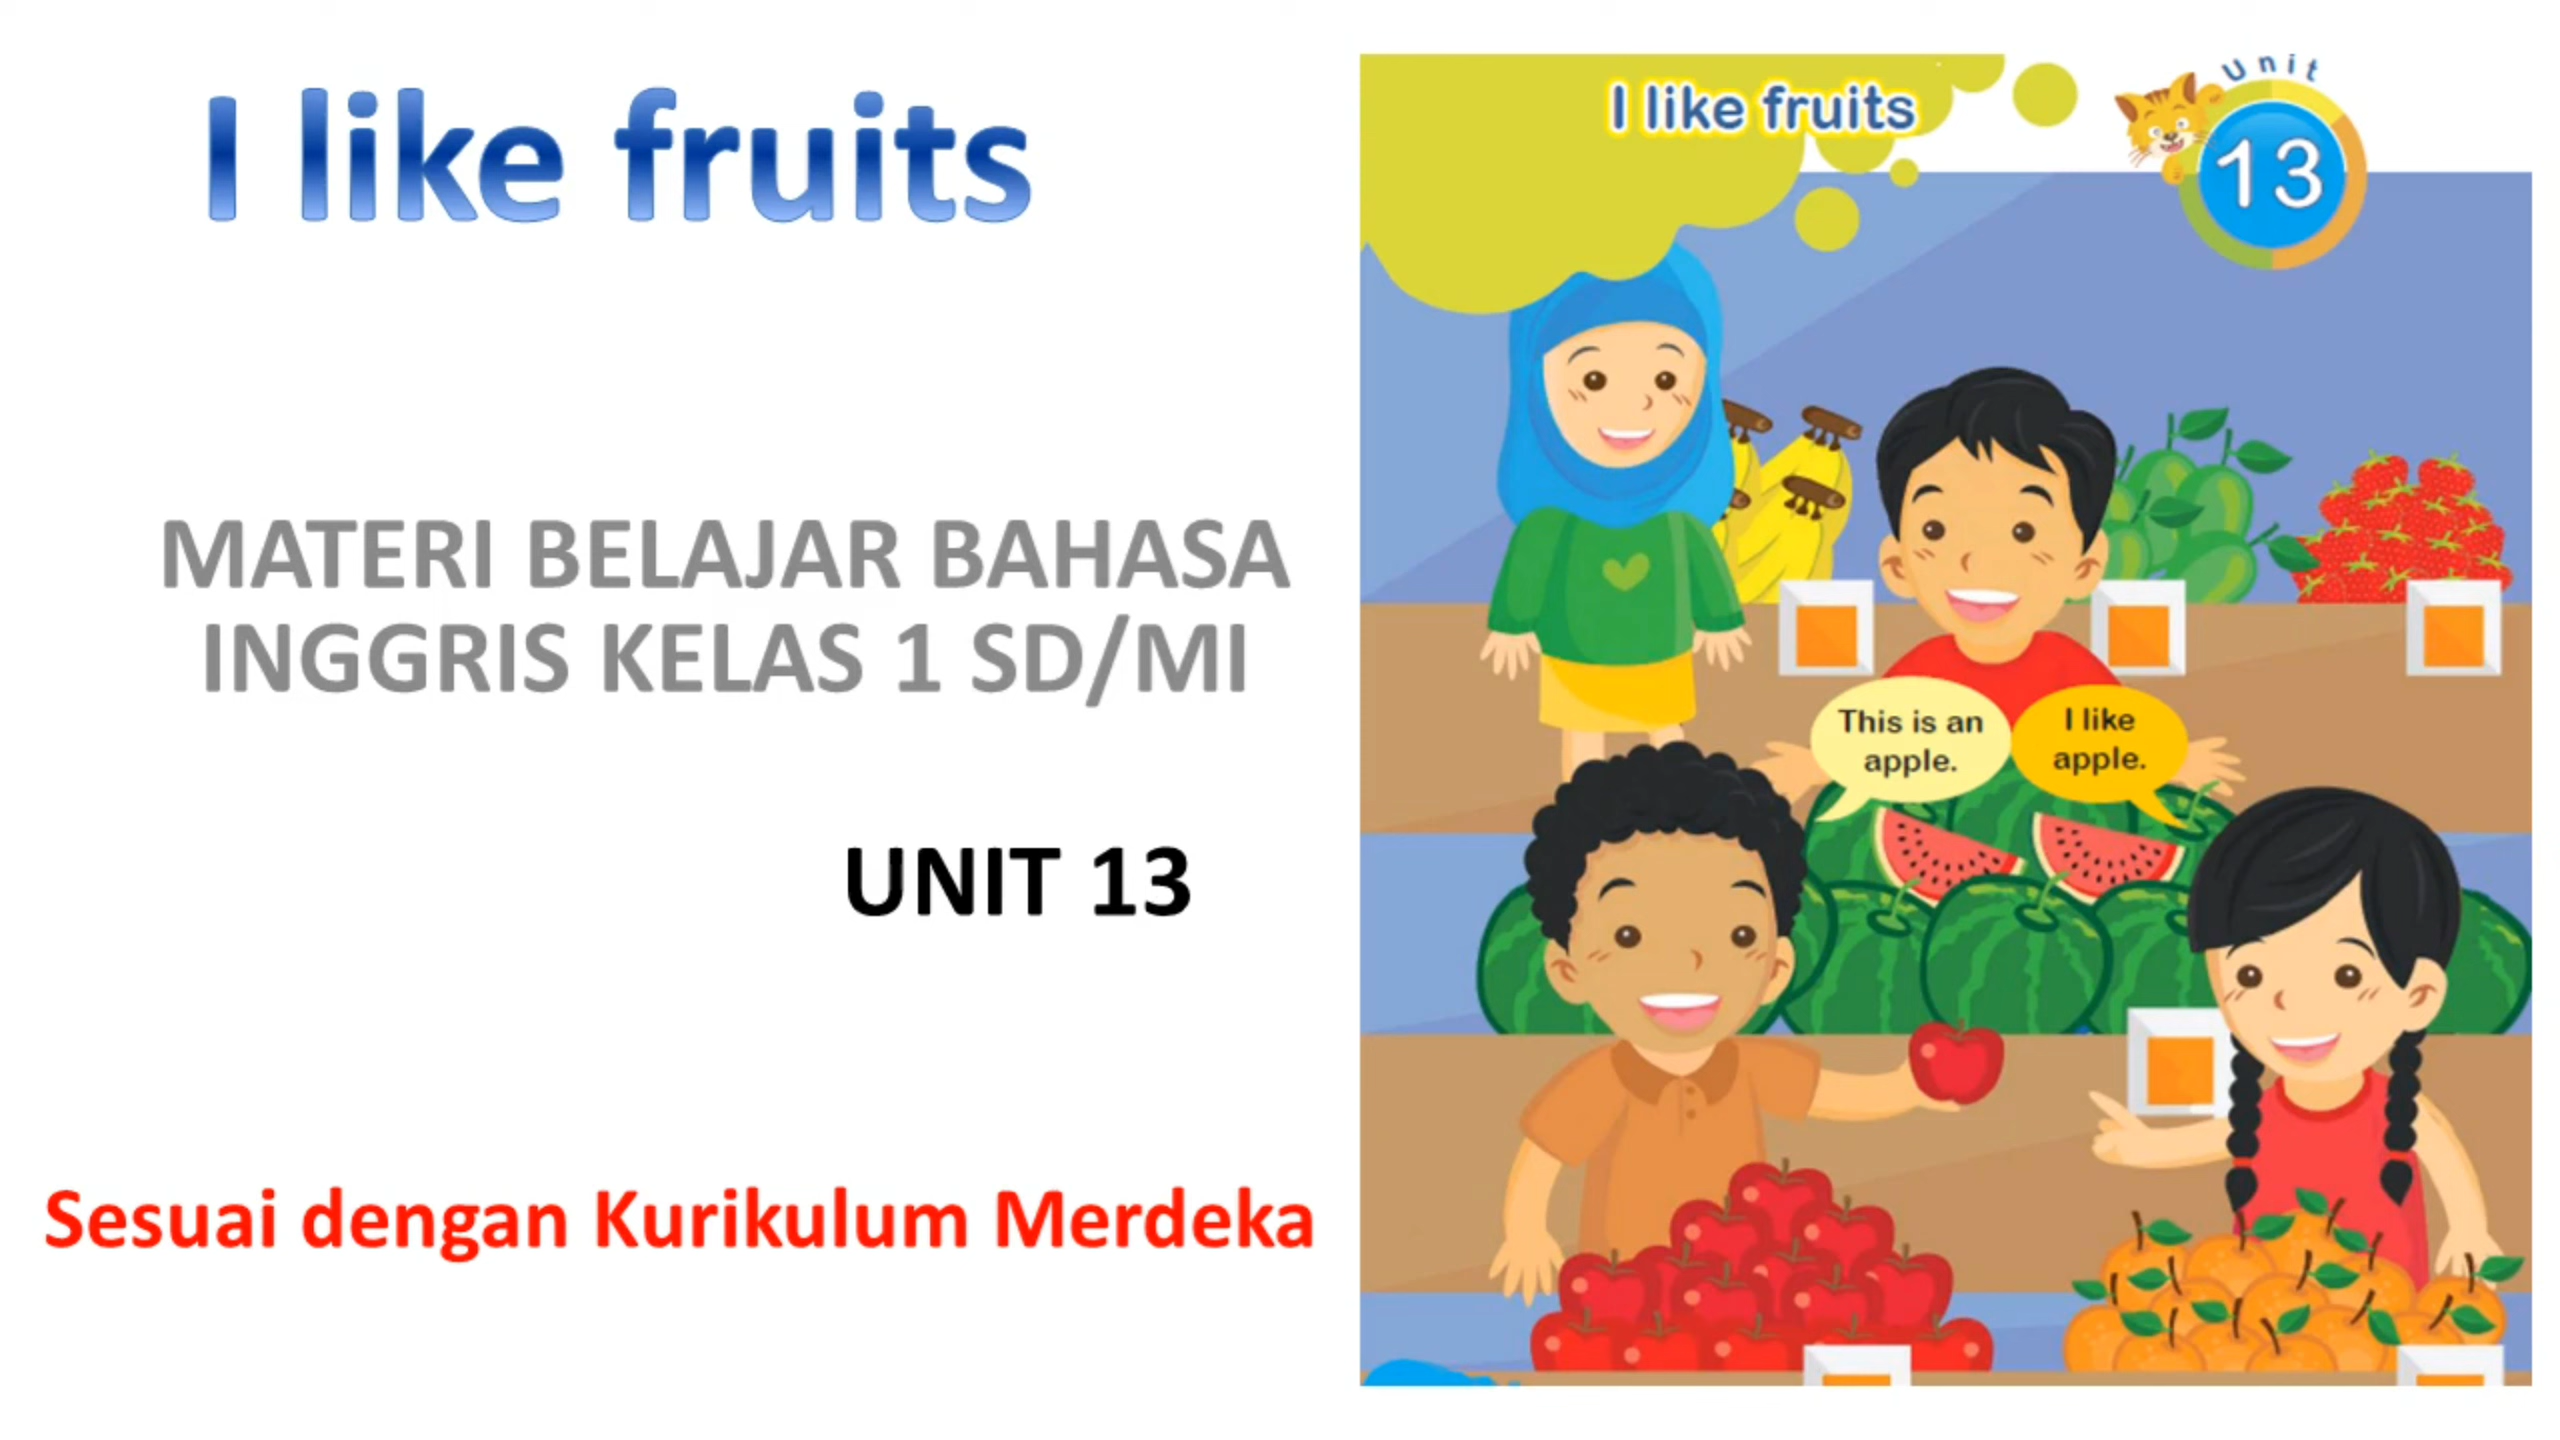 I like fruits
MATERI BELAJAR BAHASA
INGGRIS KELAS 1 SD/MI
UNIT 13
Sesuai dengan Kurikulum Merdeka
I like fruits
Unit
13
This is an
apple.
I like
apple.